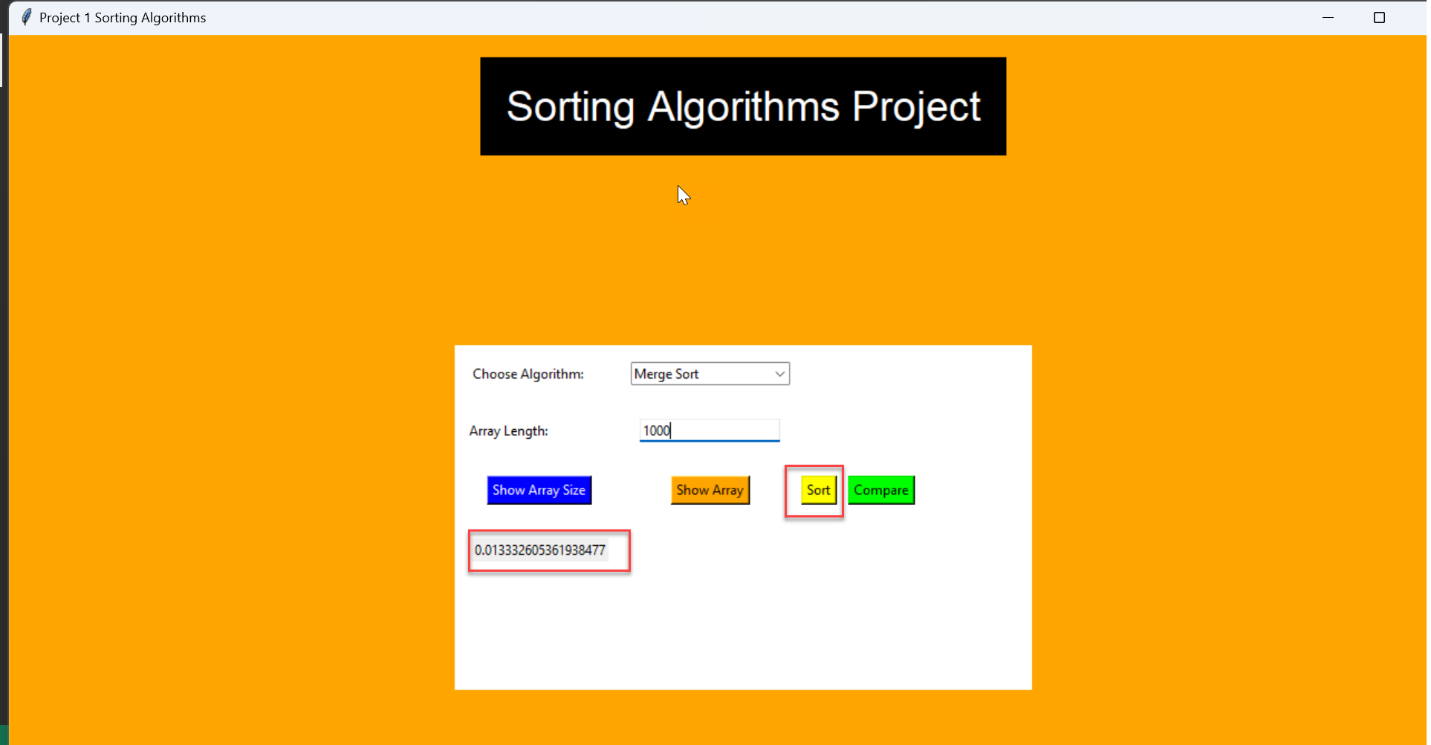 Project 1 Sorting Algorithms
Sorting Algorithms Project
Choose Algorithm: Merge Sort
Array Length: 1000
Show Array Size Show Array Sort Compare
0.013332605361938477